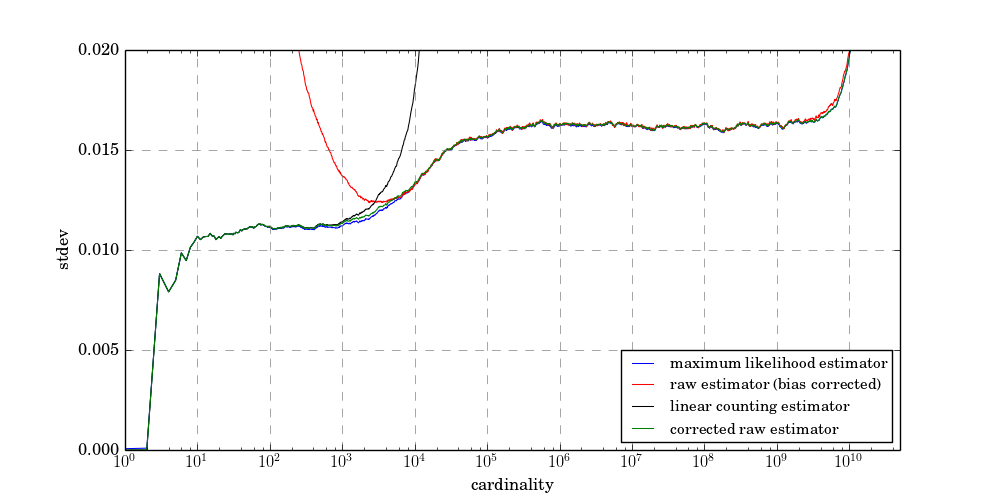 0.020
0.015
0.010
0.005
0.000
stdev
10^0 10^1 10^2 10^3 10^4 10^5 10^6 10^7 10^8 10^9 10^10
cardinality
maximum likelihood estimator
raw estimator (bias corrected)
linear counting estimator
corrected raw estimator